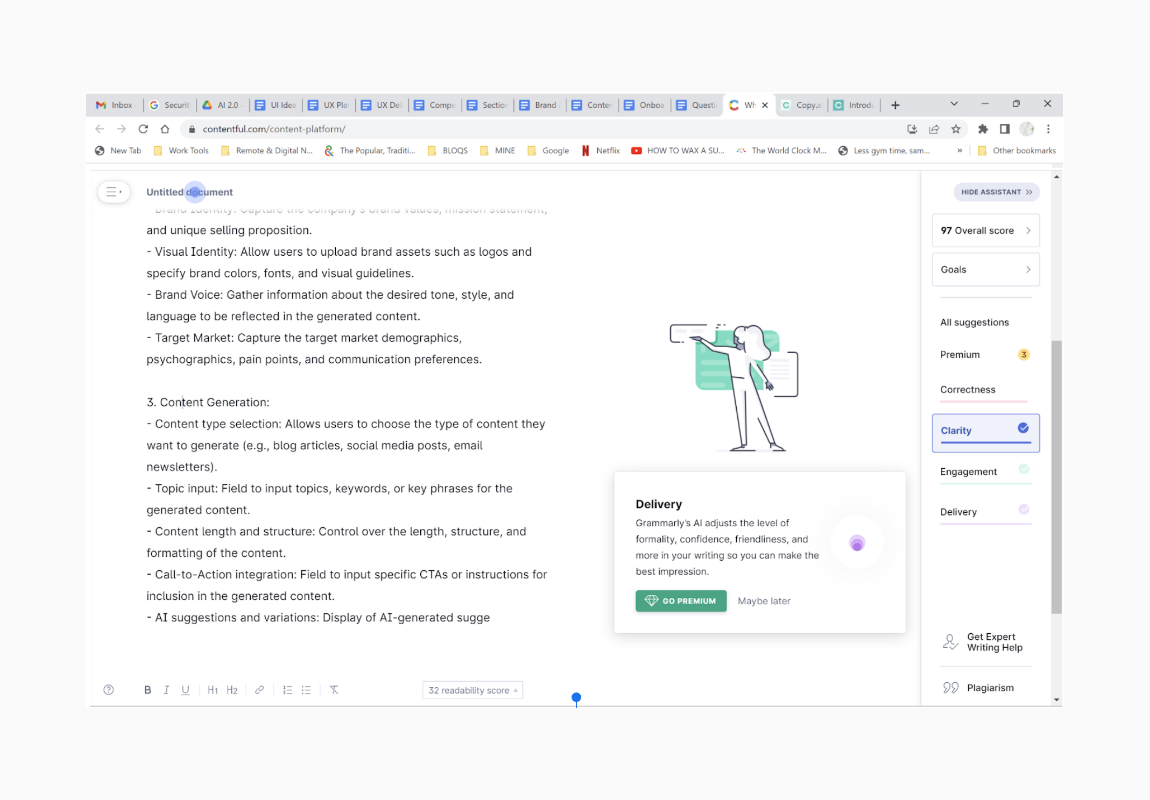 Inbox
Securit
AI 2.0
UI Idea
UX Pla
UX Del
Compe
Section
Brand
Conten
Onboa
Questi
Wh
Copy.a
Introdu
contentful.com/content-platform/
New Tab
Work Tools
Remote & Digital N...
The Popular, Traditi...
BLOQS
MINE
Google
Netflix
HOW TO WAX A SU...
The World Clock M...
Less gym time, sam...
»
Other bookmarks
Untitled document
- Brand Identity: Capture the company's brand values, mission statement,
and unique selling proposition.
- Visual Identity: Allow users to upload brand assets such as logos and
specify brand colors, fonts, and visual guidelines.
- Brand Voice: Gather information about the desired tone, style, and
language to be reflected in the generated content.
- Target Market: Capture the target market demographics,
psychographics, pain points, and communication preferences.
3. Content Generation:
- Content type selection: Allows users to choose the type of content they
want to generate (e.g., blog articles, social media posts, email
newsletters).
- Topic input: Field to input topics, keywords, or key phrases for the
generated content.
- Content length and structure: Control over the length, structure, and
formatting of the content.
- Call-to-Action integration: Field to input specific CTAs or instructions for
inclusion in the generated content.
- AI suggestions and variations: Display of AI-generated sugge
B I U H1 H2
32 readability score
Delivery
Grammarly's AI adjusts the level of
formality, confidence, friendliness, and
more in your writing so you can make the
best impression.
GO PREMIUM
Maybe later
HIDE ASSISTANT
97 Overall score
Goals
All suggestions
Premium 3
Correctness
Clarity
Engagement
Delivery
Get Expert
Writing Help
Plagiarism